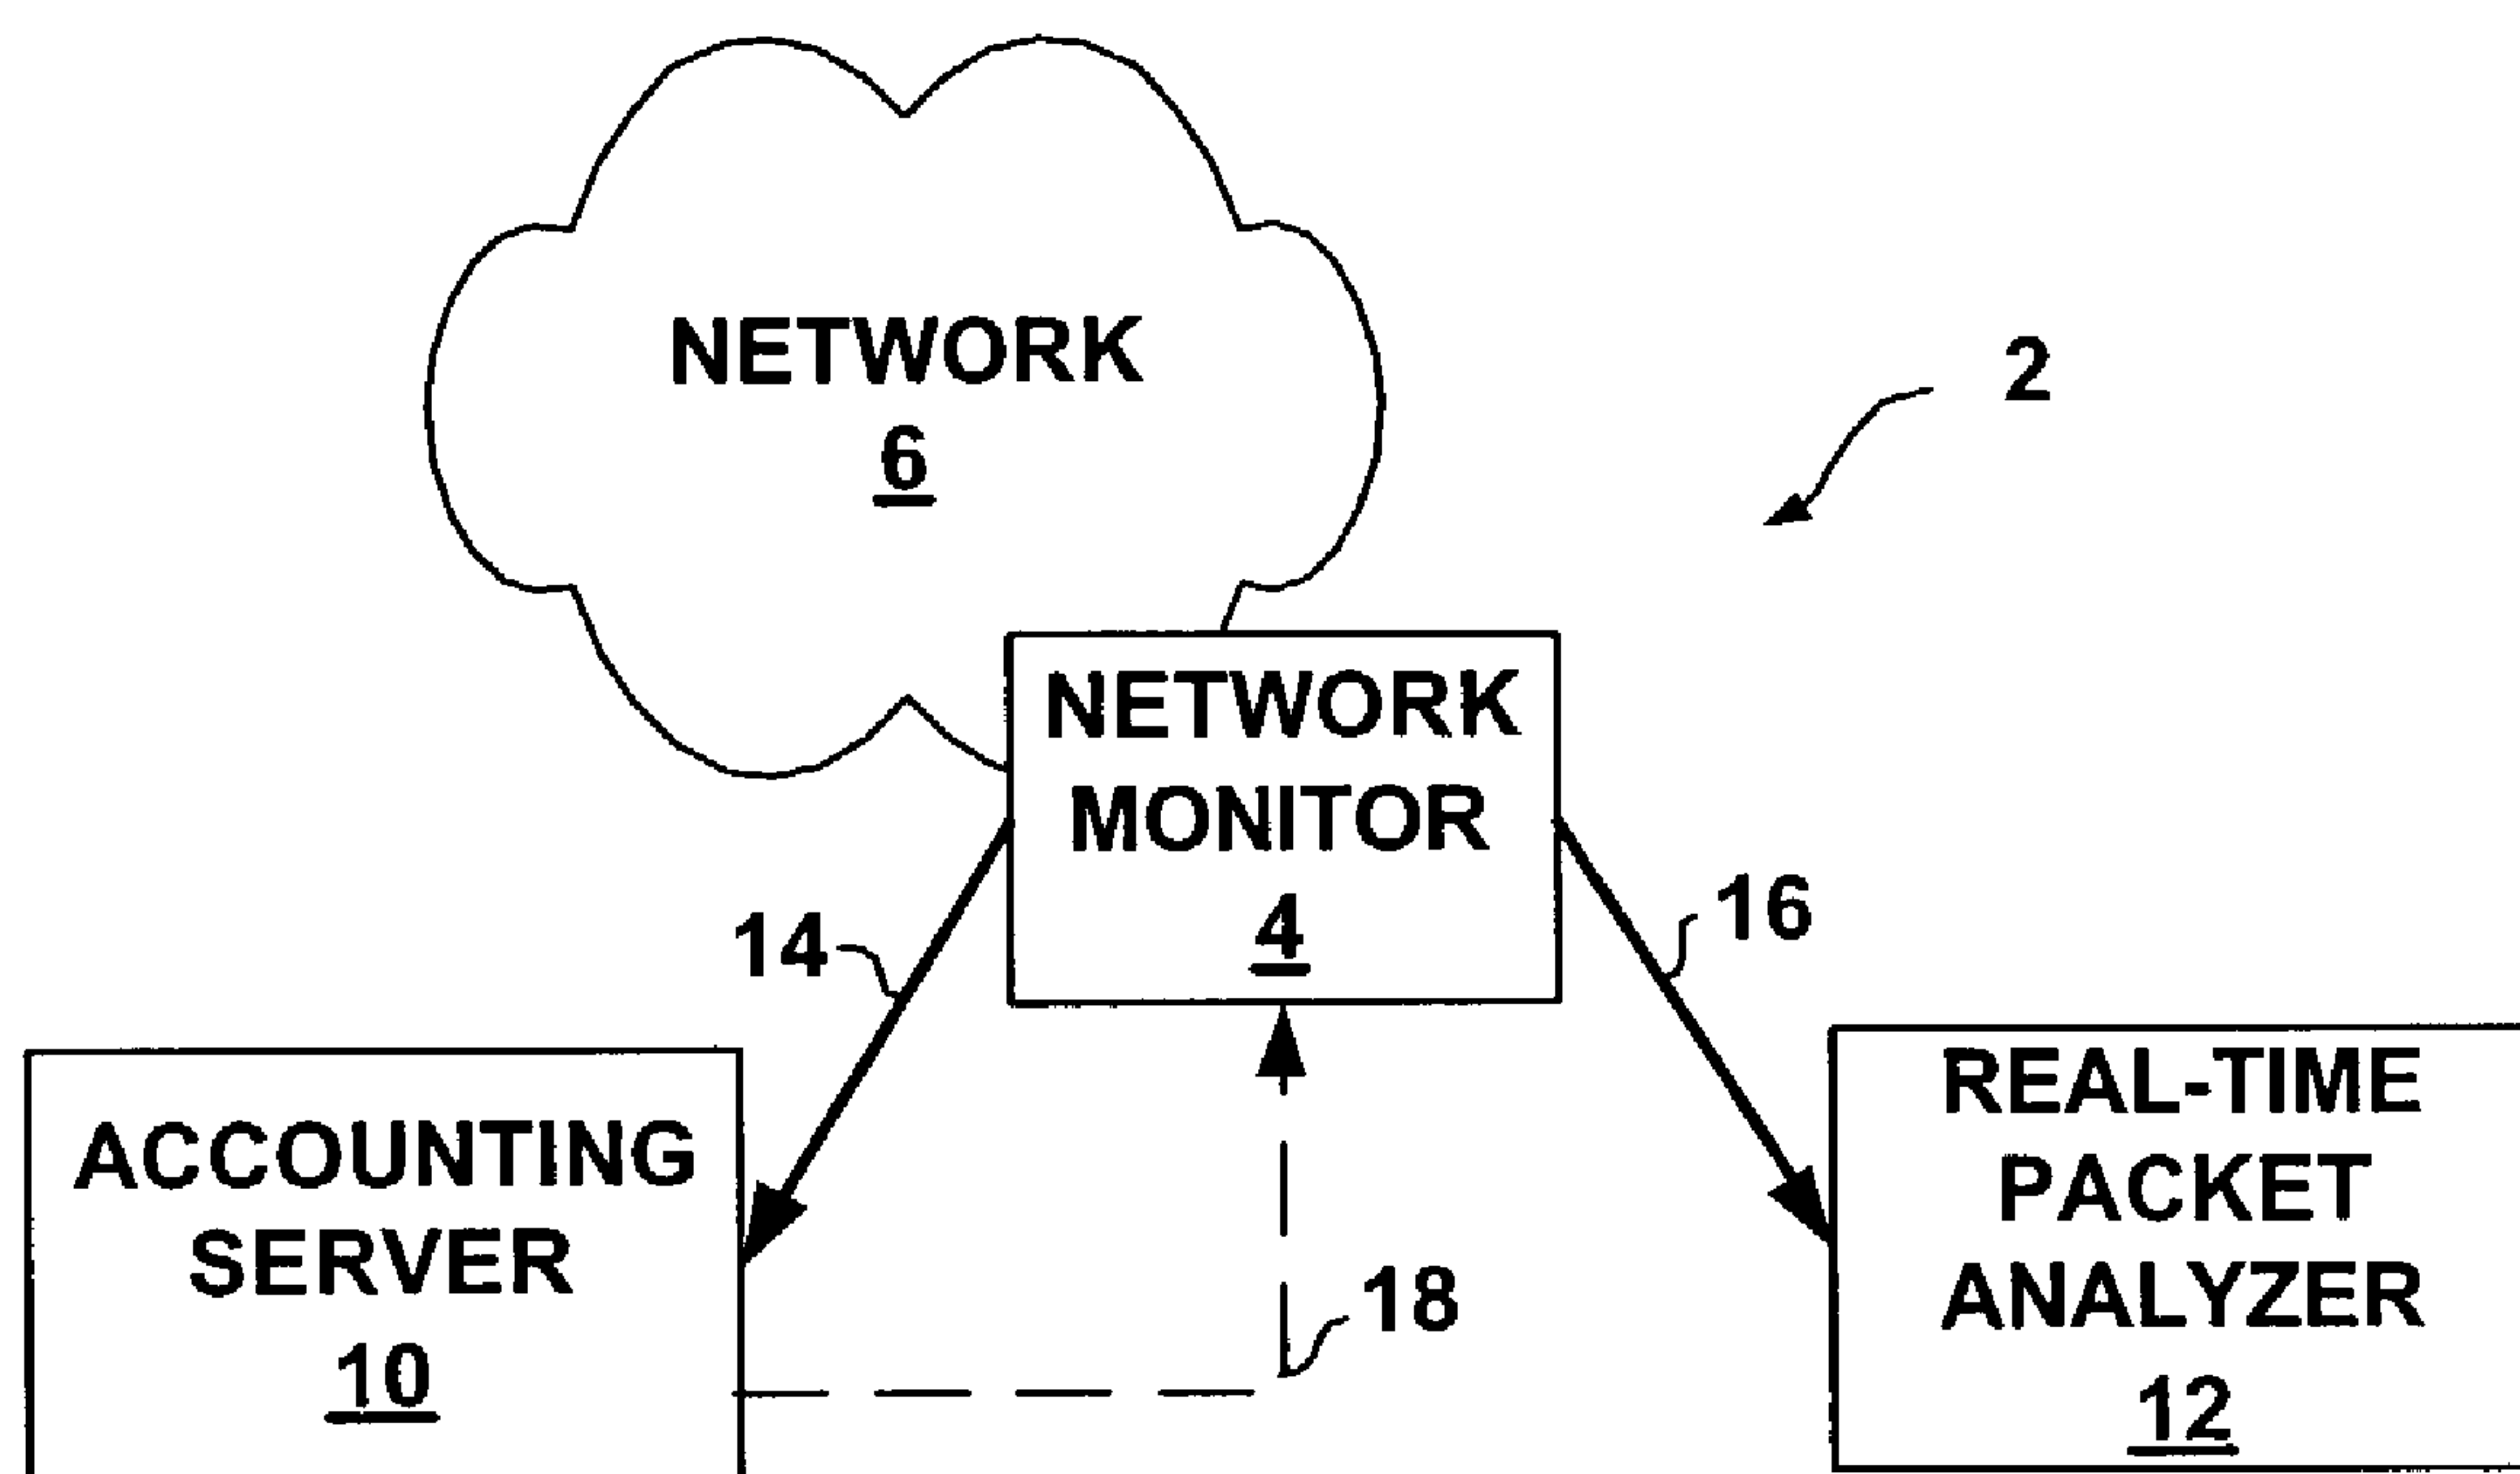 NETWORK
6
2
NETWORK
MONITOR
4
14
16
ACCOUNTING
SERVER
10
18
REAL-TIME
PACKET
ANALYZER
12